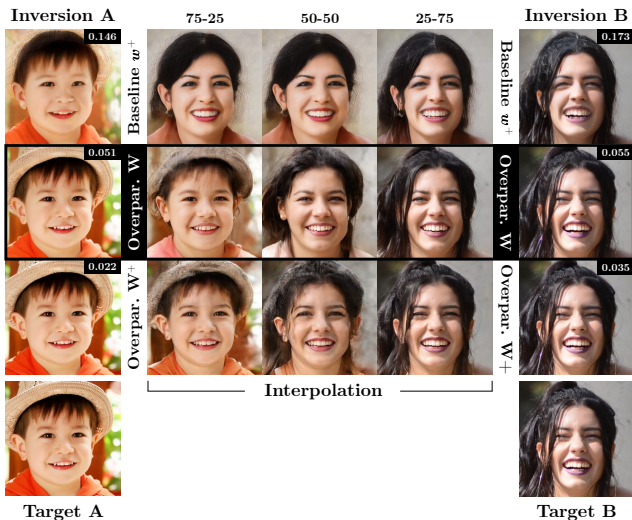 Inversion A 75-25 50-50 25-75 Inversion B
0.146 Baseline w⁺ Baseline w⁺ 0.173
0.051 Overpar. W Overpar. W 0.055
0.022 Overpar. W⁺ Overpar. W+ 0.035
Interpolation
Target A Target B